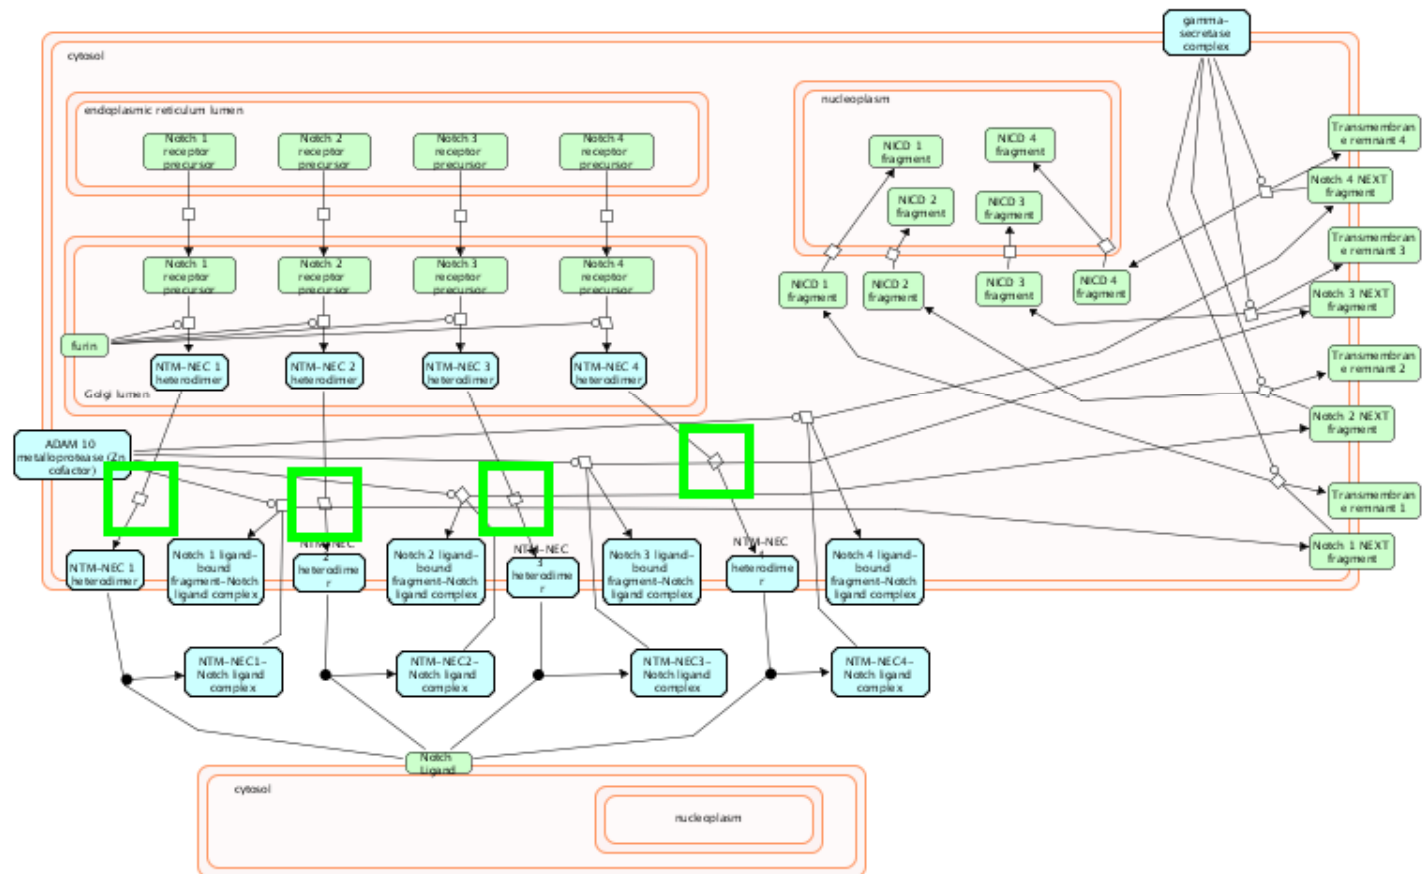 gamma-
secretase
complex
cytosol
endoplasmic reticulum lumen
Notch 1
receptor
precursor
Notch 2
receptor
precursor
Notch 3
receptor
precursor
Notch 4
receptor
precursor
nucleoplasm
NICD 1
fragment
NICD 4
fragment
NICD 2
fragment
NICD 3
fragment
Transmembran
e remnant 4
Notch 4 NEXT
fragment
Transmembran
e remnant 3
Notch 3 NEXT
fragment
Transmembran
e remnant 2
Notch 2 NEXT
fragment
Transmembran
e remnant 1
Notch 1 NEXT
fragment
NICD 1
fragment
NICD 2
fragment
NICD 3
fragment
NICD 4
fragment
Notch 1
receptor
precursor
Notch 2
receptor
precursor
Notch 3
receptor
precursor
Notch 4
receptor
precursor
furin
NTM-NEC 1
heterodimer
NTM-NEC 2
heterodimer
NTM-NEC 3
heterodimer
NTM-NEC 4
heterodimer
Golgi lumen
ADAM 10
metalloprotease (Zn
cofactor)
NTM-NEC 1
heterodimer
Notch 1 ligand-
bound
fragment-Notch
ligand complex
NTM-NEC
2
heterodime
r
Notch 2 ligand-
bound
fragment-Notch
ligand complex
NTM-NEC
3
heterodime
r
Notch 3 ligand-
bound
fragment-Notch
ligand complex
NTM-NEC
4
heterodime
r
Notch 4 ligand-
bound
fragment-Notch
ligand complex
NTM-NEC1-
Notch ligand
complex
NTM-NEC2-
Notch ligand
complex
NTM-NEC3-
Notch ligand
complex
NTM-NEC4-
Notch ligand
complex
Notch
Ligand
cytosol
nucleoplasm